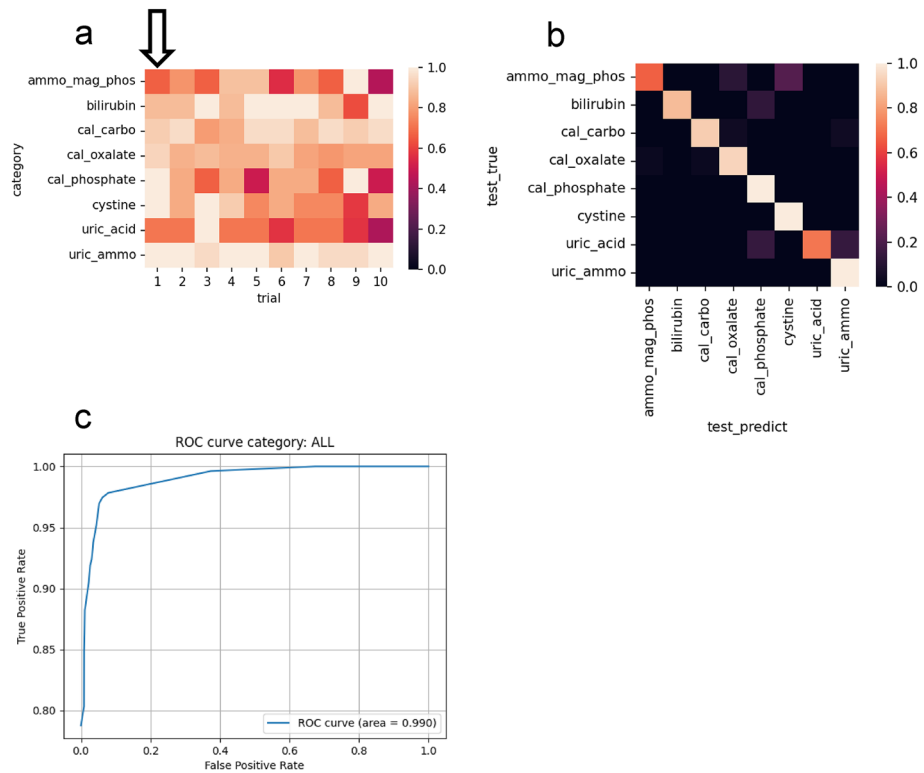 a
category
ammo_mag_phos
bilirubin
cal_carbo
cal_oxalate
cal_phosphate
cystine
uric_acid
uric_ammo
1 2 3 4 5 6 7 8 9 10
trial
1.0
0.8
0.6
0.4
0.2
0.0
b
test_true
ammo_mag_phos
bilirubin
cal_carbo
cal_oxalate
cal_phosphate
cystine
uric_acid
uric_ammo
ammo_mag_phos
bilirubin
cal_carbo
cal_oxalate
cal_phosphate
cystine
uric_acid
uric_ammo
test_predict
1.0
0.8
0.6
0.4
0.2
0.0
c
ROC curve category: ALL
True Positive Rate
1.00
0.95
0.90
0.85
0.80
ROC curve (area = 0.990)
0.0 0.2 0.4 0.6 0.8 1.0
False Positive Rate